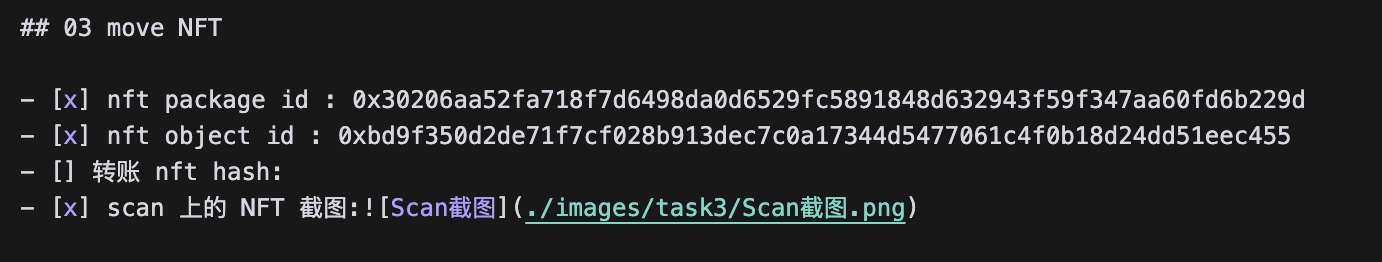 ## 03 move NFT
- [x] nft package id : 0x30206aa52fa718f7d6498da0d6529fc5891848d632943f59f347aa60fd6b229d
- [x] nft object id : 0xbd9f350d2de71f7cf028b913dec7c0a17344d5477061c4f0b18d24dd51eec455
- [] 转账 nft hash:
- [x] scan 上的 NFT 截图:![Scan截图](./images/task3/Scan截图.png)